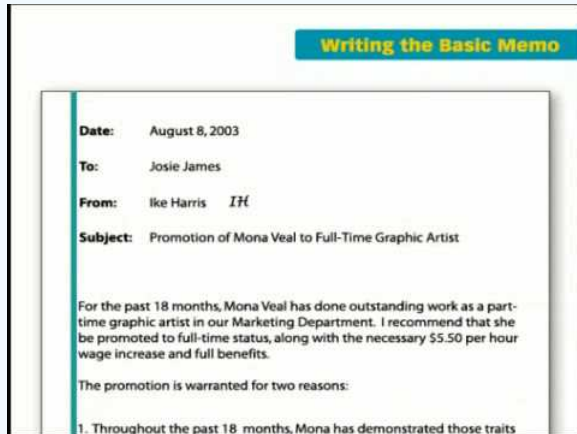 Writing the Basic Memo
Date: August 8, 2003
To: Josie James
From: Ike Harris IH
Subject: Promotion of Mona Veal to Full-Time Graphic Artist
For the past 18 months, Mona Veal has done outstanding work as a part-
time graphic artist in our Marketing Department. I recommend that she
be promoted to full-time status, along with the necessary $5.50 per hour
wage increase and full benefits.
The promotion is warranted for two reasons:
1. Throughout the past 18 months, Mona has demonstrated those traits